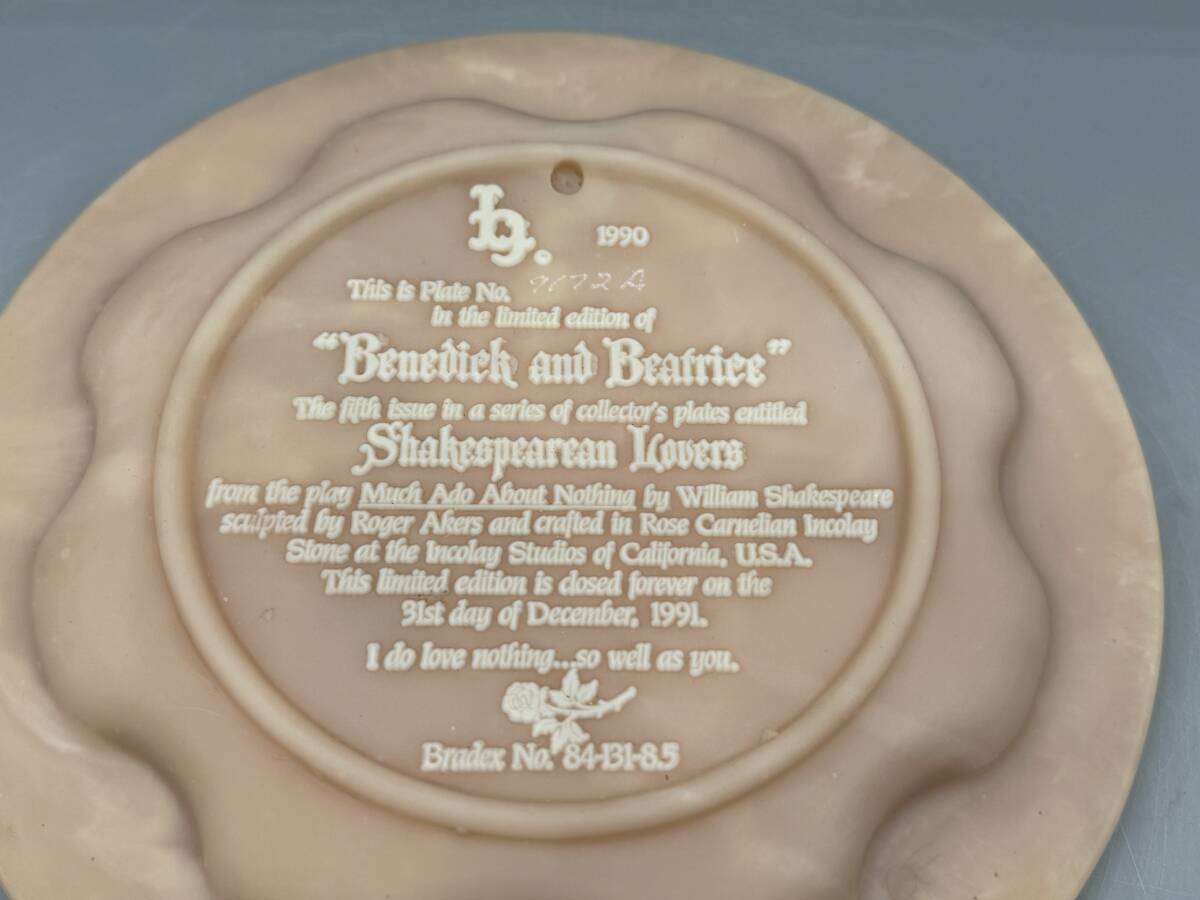 1990
This is Plate No. 9172 A
in the limited edition of
"Benedick and Beatrice"
The fifth issue in a series of collector's plates entitled
Shakespearean Lovers
from the play Much Ado About Nothing by William Shakespeare
sculpted by Roger Akers and crafted in Rose Carnelian Incolay
Stone at the Incolay Studios of California, U.S.A.
This limited edition is closed forever on the
31st day of December, 1991.
I do love nothing...so well as you.
Bradex No. 84-B1-8.5